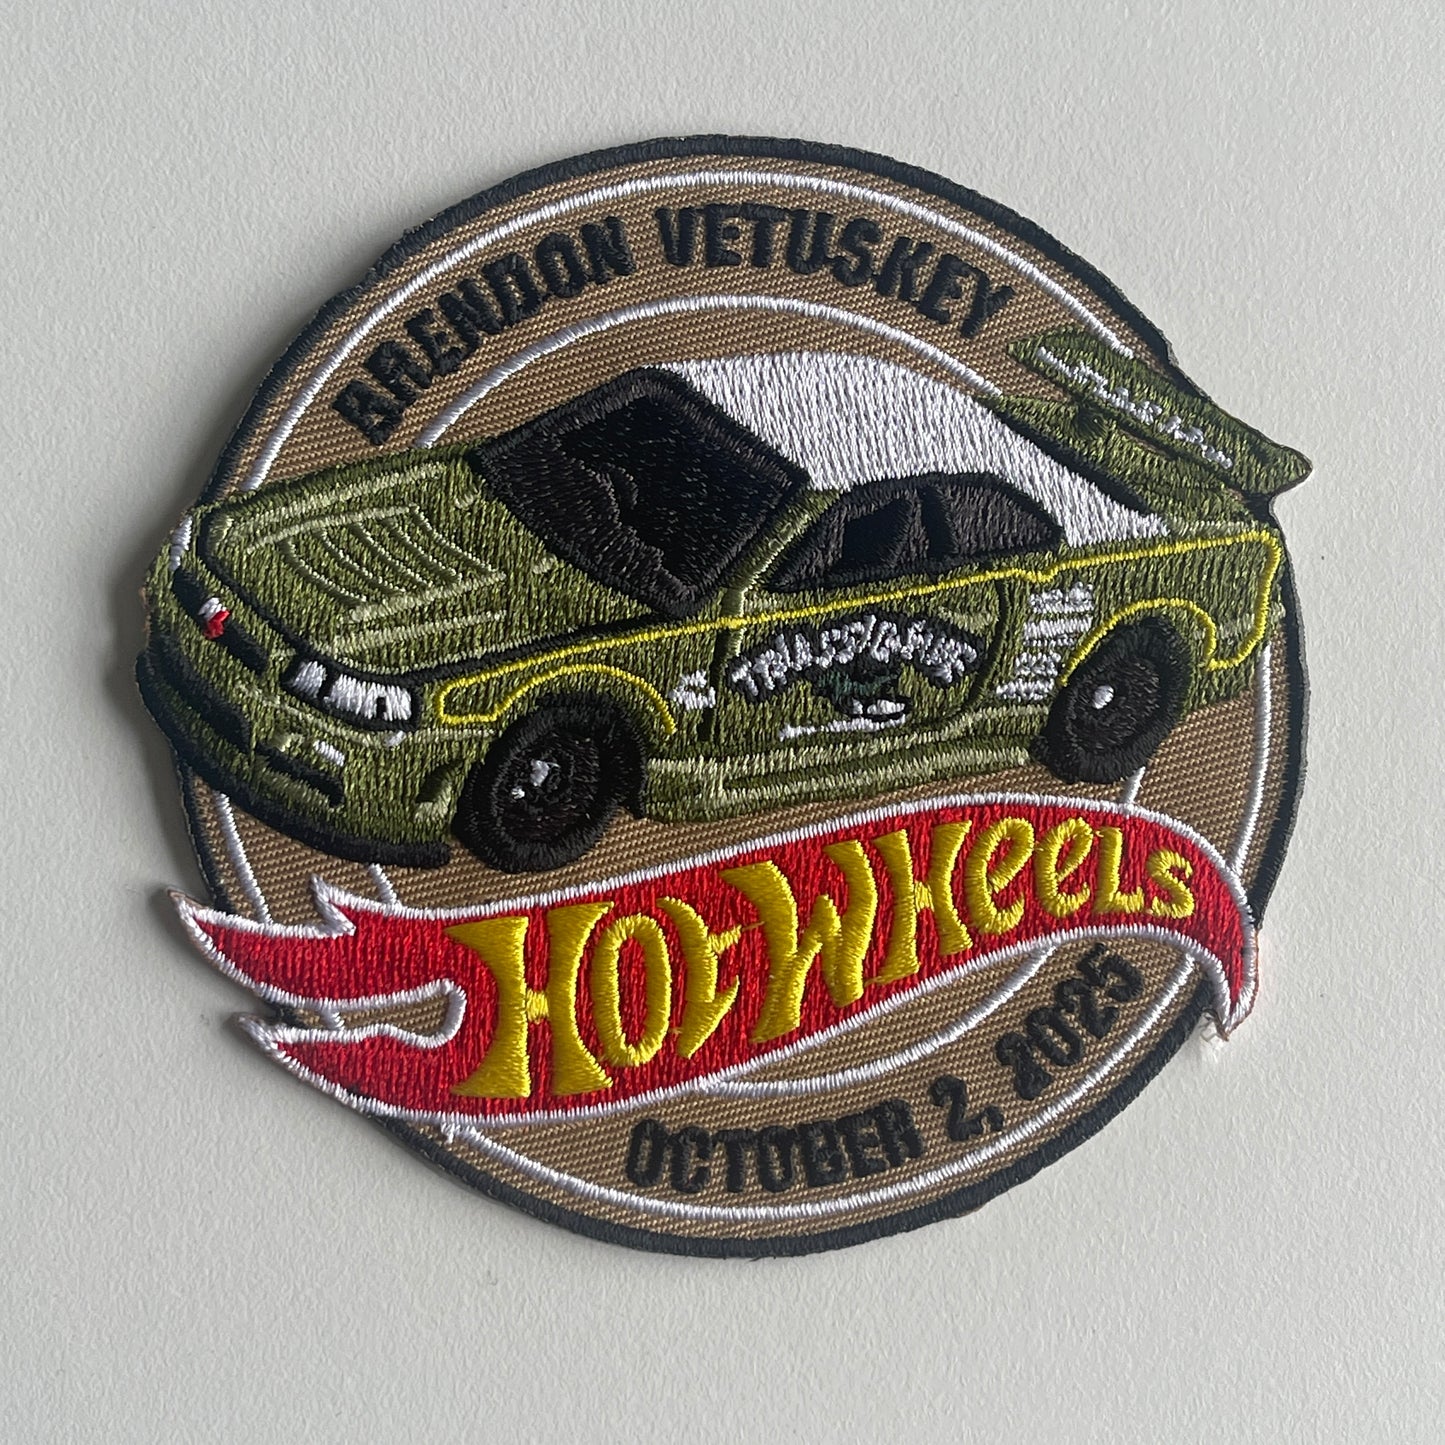 BRENDON VETUSKEY
HOT WHEELS
OCTOBER 2, 2025